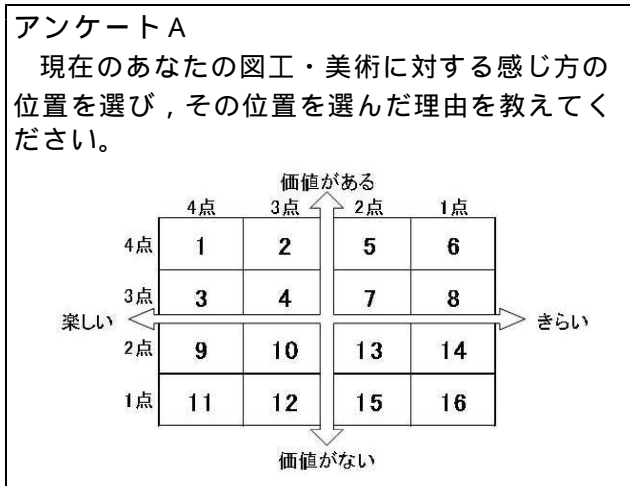 アンケートA
現在のあなたの図工・美術に対する感じ方の
位置を選び，その位置を選んだ理由を教えてく
ださい。
価値がある
4点 3点 2点 1点
4点 1 2 5 6
3点 3 4 7 8
楽しい きらい
2点 9 10 13 14
1点 11 12 15 16
価値がない